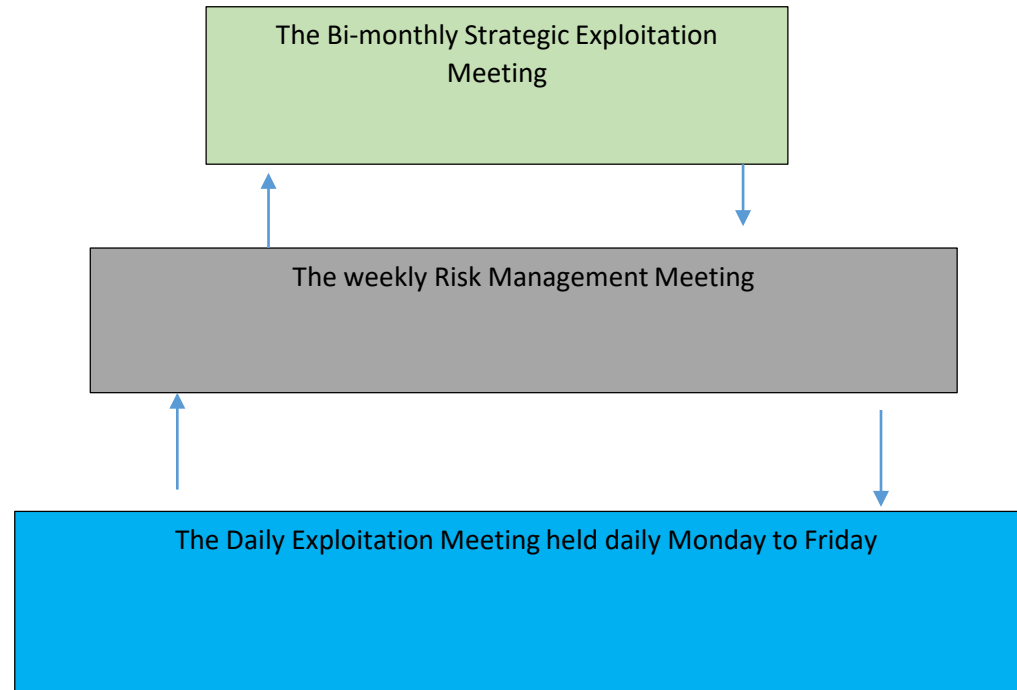 The Bi-monthly Strategic Exploitation
Meeting
The weekly Risk Management Meeting
The Daily Exploitation Meeting held daily Monday to Friday